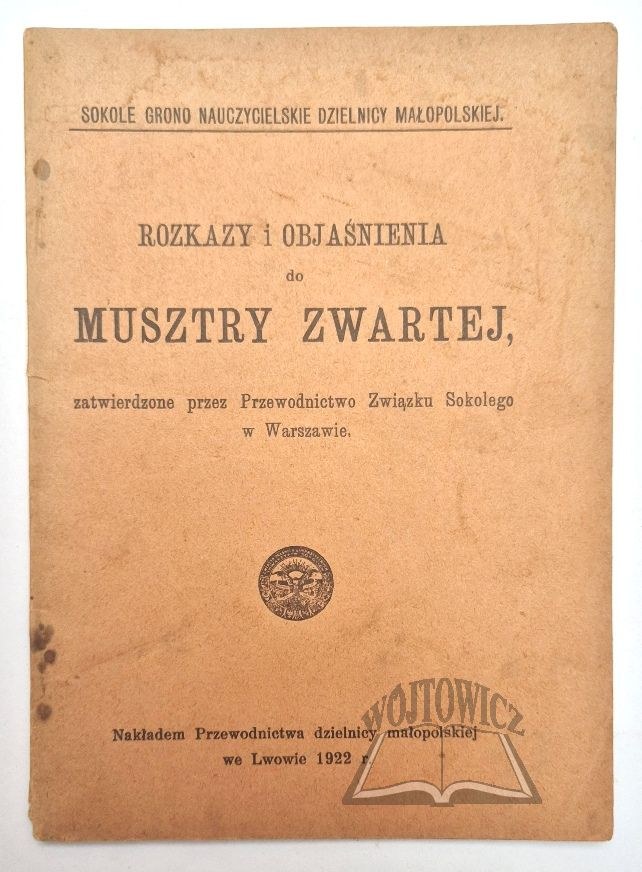 SOKOLE GRONO NAUCZYCIELSKIE DZIELNICY MAŁOPOLSKIEJ.
ROZKAZY i OBJAŚNIENIA
do
MUSZTRY ZWARTEJ,
zatwierdzone przez Przewodnictwo Związku Sokolego
w Warszawie.
Nakładem Przewodnictwa dzielnicy małopolskiej
we Lwowie 1922 r.
WÓJTOWICZ